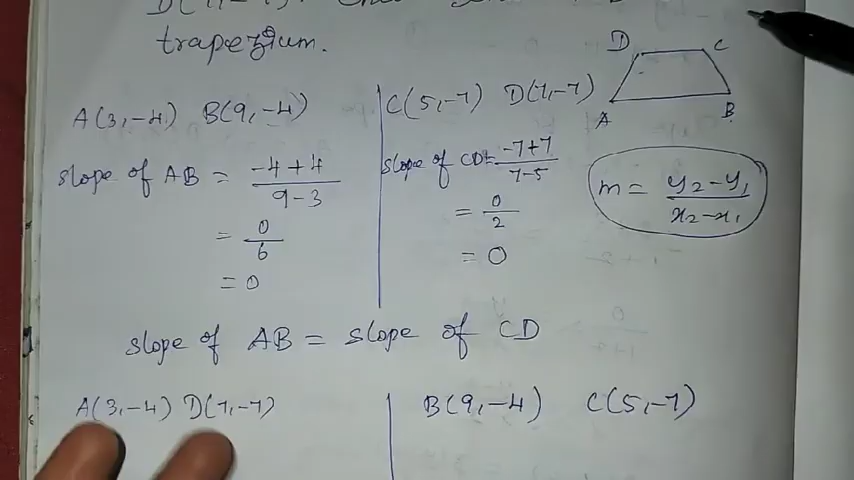 trapezium.
D C
A B
A(3,-4) B(9,-4)
slope of AB = -4+4 / 9-3
= 0/6
= 0
C(5,-7) D(7,-7)
slope of CD = -7+7 / 7-5
= 0/2
= 0
m = y₂-y₁ / x₂-x₁
slope of AB = slope of CD
A(3,-4) D(7,-7)
B(9,-4) C(5,-7)